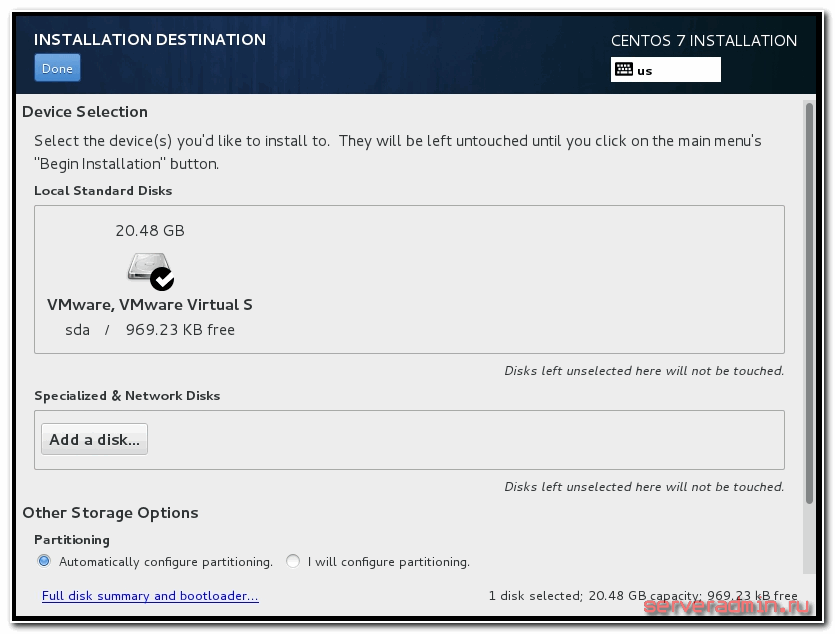 INSTALLATION DESTINATION
CENTOS 7 INSTALLATION
Done
us
Device Selection
Select the device(s) you'd like to install to.  They will be left untouched until you click on the main menu's
"Begin Installation" button.
Local Standard Disks
20.48 GB
VMware, VMware Virtual S
sda / 969.23 KB free
Disks left unselected here will not be touched.
Specialized & Network Disks
Add a disk...
Disks left unselected here will not be touched.
Other Storage Options
Partitioning
Automatically configure partitioning.
I will configure partitioning.
Full disk summary and bootloader...
1 disk selected; 20.48 GB capacity; 969.23 kB free
serveradmin.ru